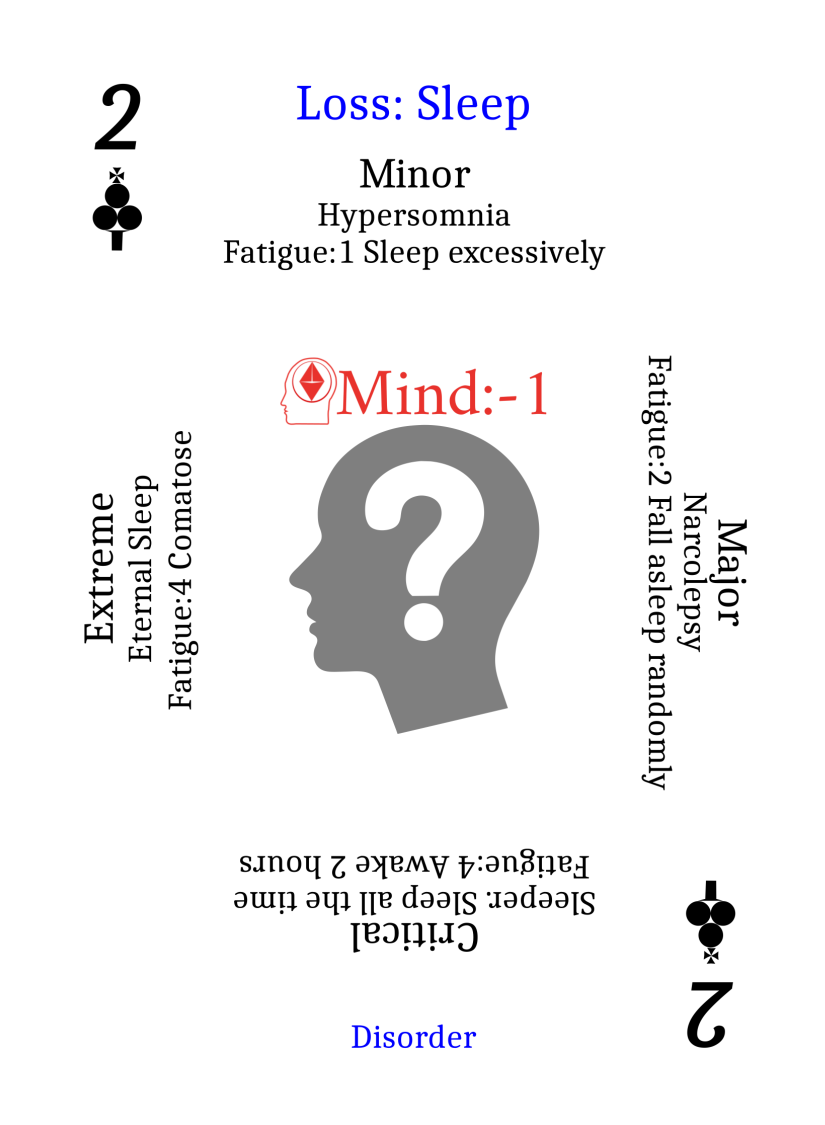 2
Loss: Sleep
Minor
Hypersomnia
Fatigue:1 Sleep excessively
Mind:-1
?
Major
Narcolepsy
Fatigue:2 Fall asleep randomly
Extreme
Eternal Sleep
Fatigue:4 Comatose
Critical
Sleeper. Sleep all the time
Fatigue:4 Awake 2 hours
2
Disorder